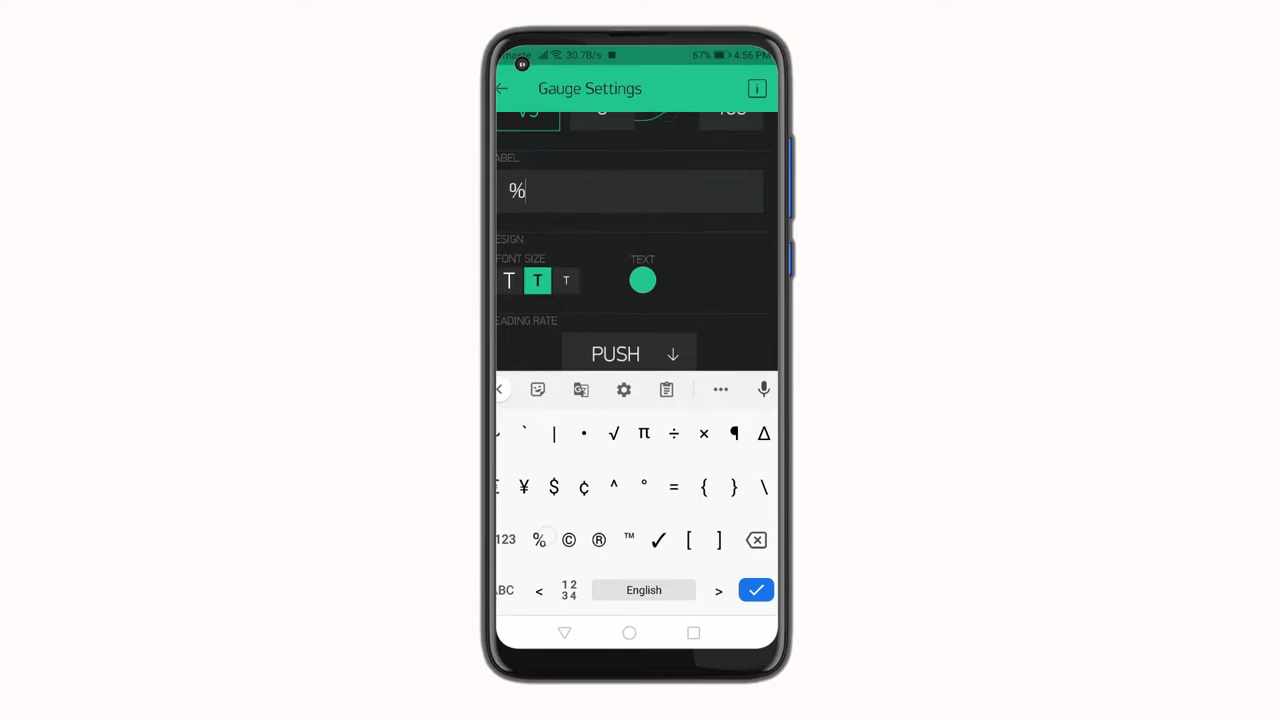 30.7B/s 67% 4:56 PM
Gauge Settings i
ABEL
%
ESIGN
FONT SIZE TEXT
T T T
EADING RATE
PUSH ↓
` | • √ π ÷ × ¶ Δ
¥ $ ¢ ^ ° = { } \
123 % © ® ™ ✓ [ ]
BC < 12 34 English >